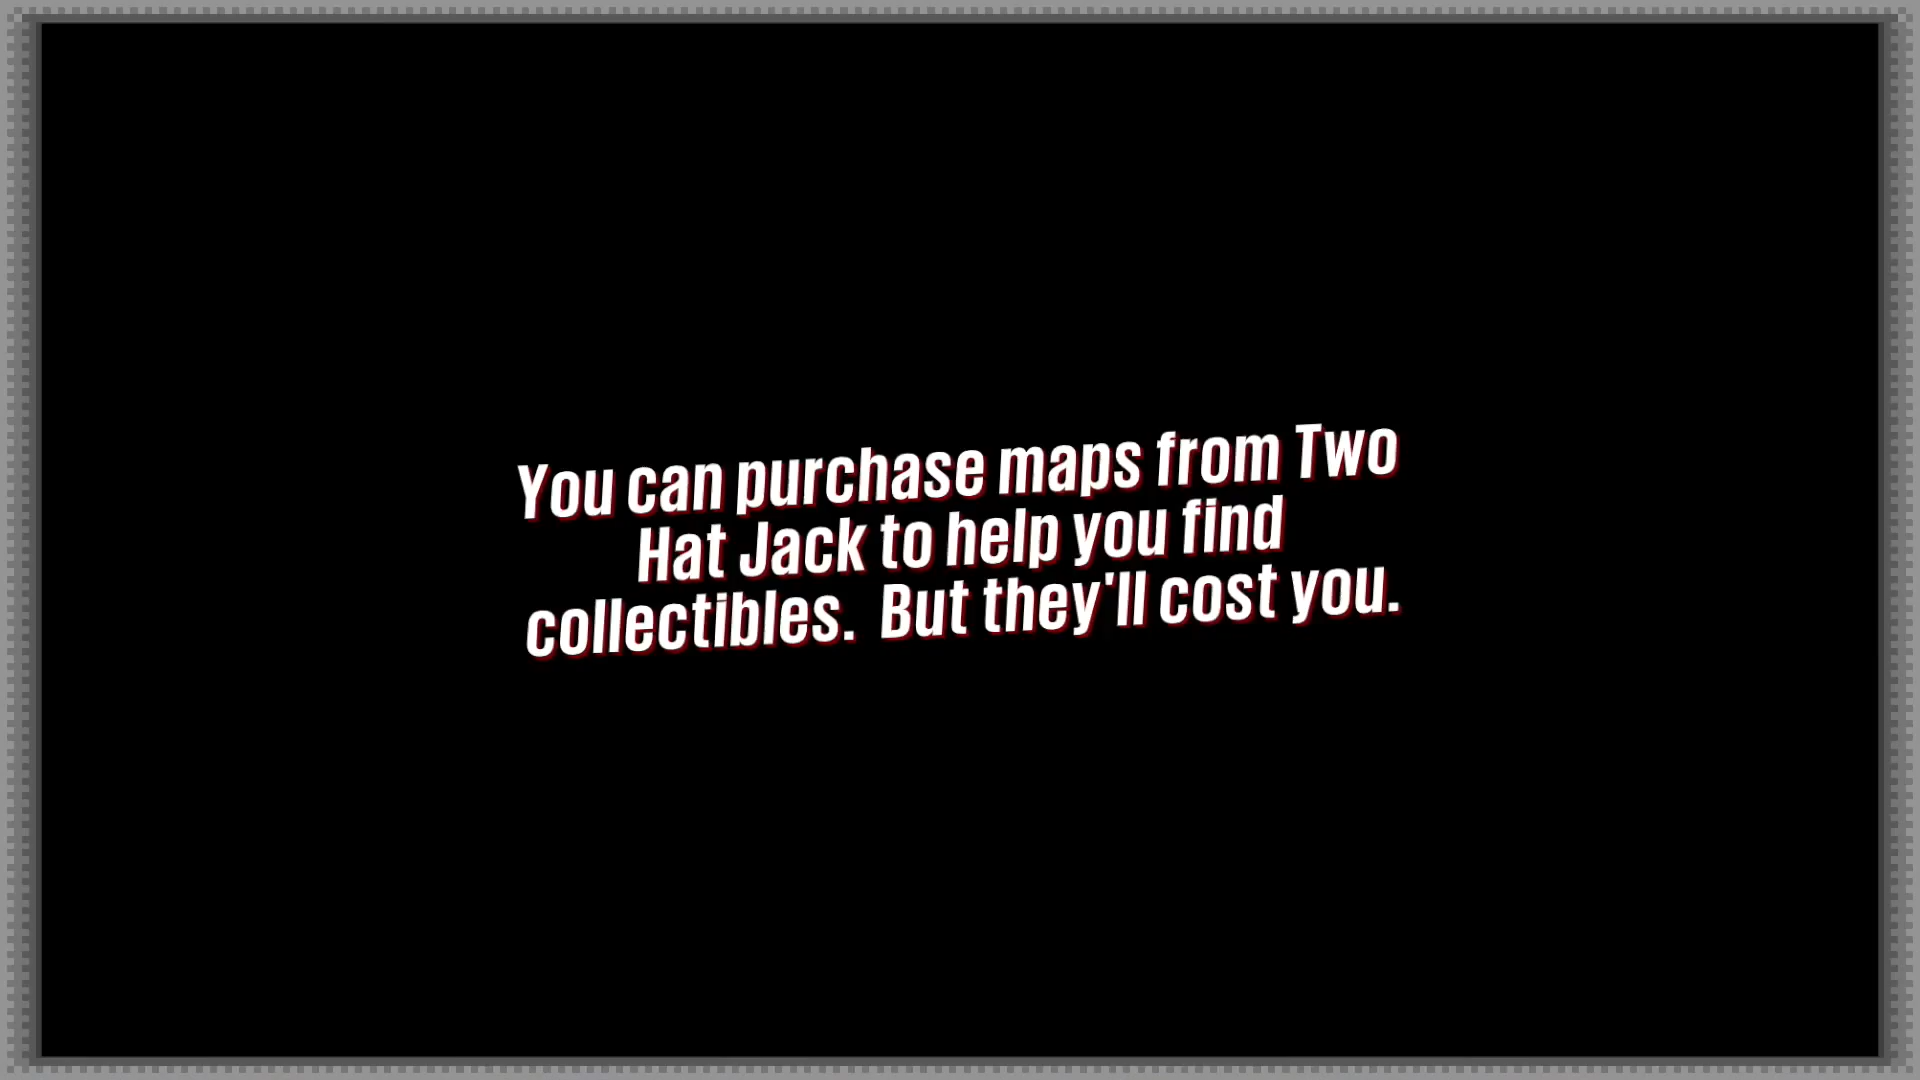 You can purchase maps from Two
Hat Jack to help you find
collectibles.  But they'll cost you.